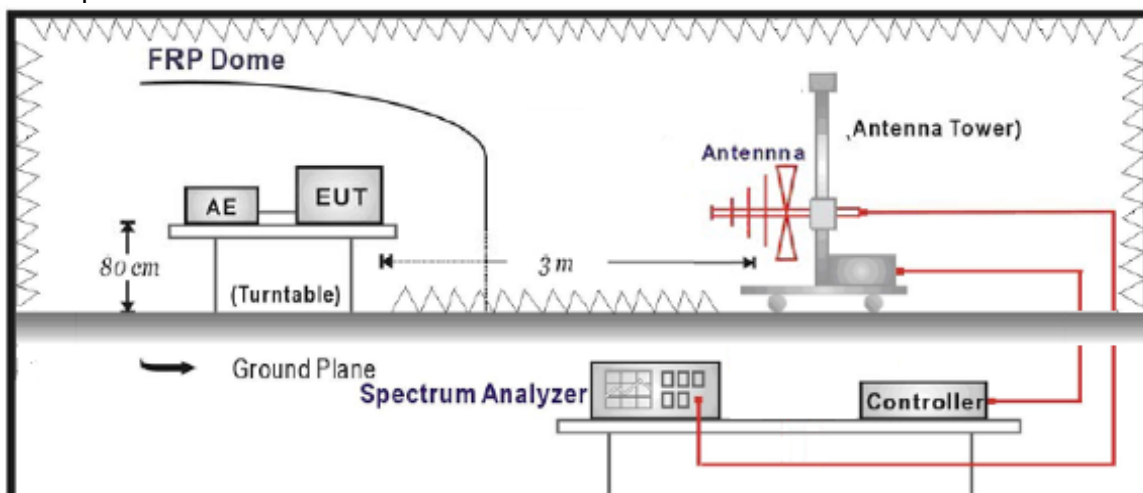 FRP Dome
(Antenna Tower)
Antennna
AE
EUT
80 cm
3 m
(Turntable)
Ground Plane
Spectrum Analyzer
Controller